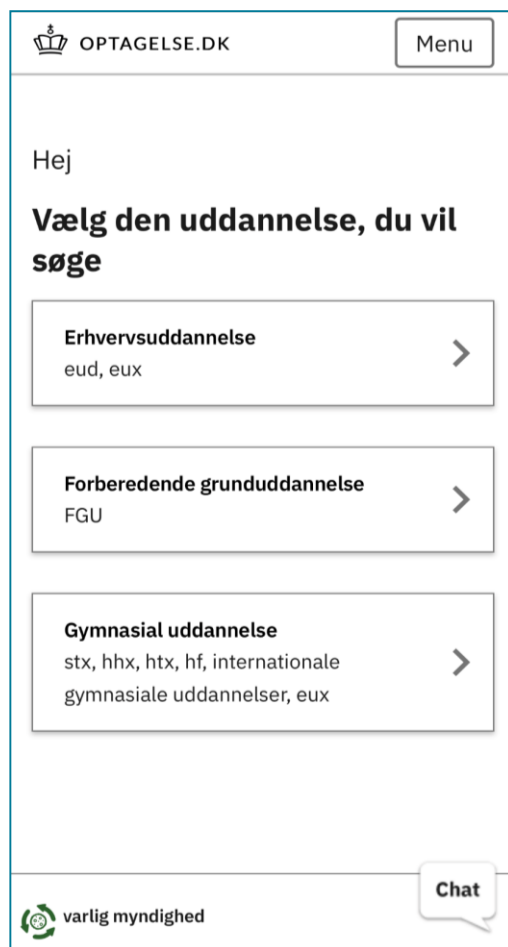 OPTAGELSE.DK
Menu
Hej
Vælg den uddannelse, du vil
søge
Erhvervsuddannelse
eud, eux
Forberedende grunduddannelse
FGU
Gymnasial uddannelse
stx, hhx, htx, hf, internationale
gymnasiale uddannelser, eux
varlig myndighed
Chat